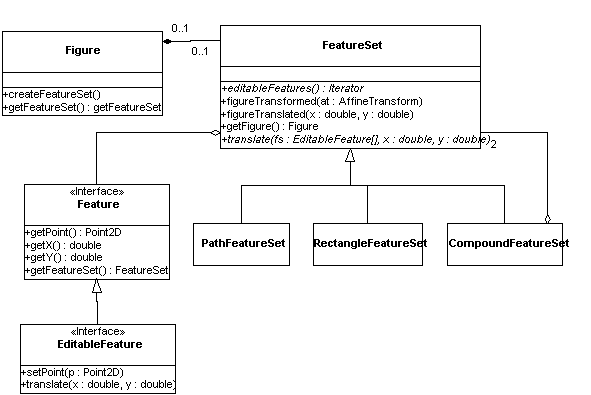 0..1
0..1
Figure
+createFeatureSet()
+getFeatureSet() : getFeatureSet
FeatureSet
+editableFeatures() : Iterator
+figureTransformed(at : AffineTransform)
+figureTranslated(x : double, y : double)
+getFigure() : Figure
+translate(fs : EditableFeature[], x : double, y : double)
2
«Interface»
Feature
+getPoint() : Point2D
+getX() : double
+getY() : double
+getFeatureSet() : FeatureSet
PathFeatureSet
RectangleFeatureSet
CompoundFeatureSet
«Interface»
EditableFeature
+setPoint(p : Point2D)
+translate(x : double, y : double)